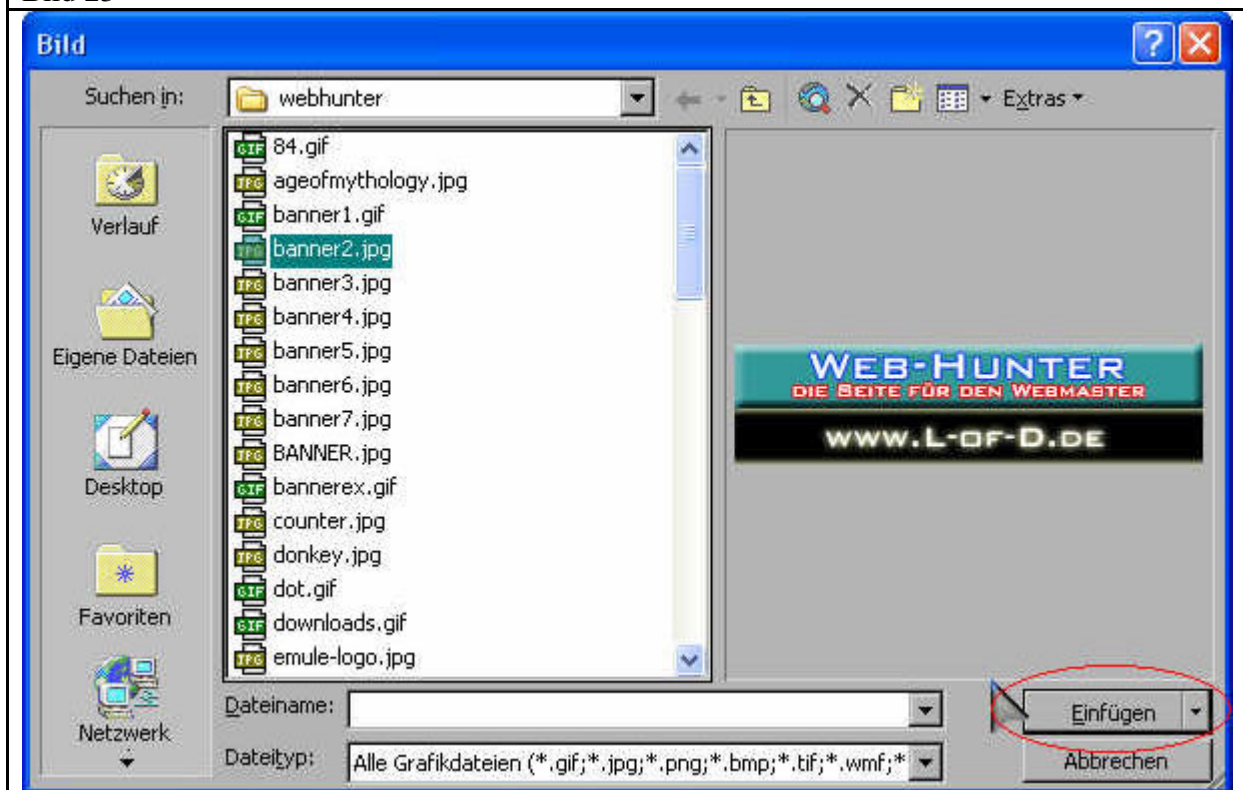 Bild
Suchen in:
webhunter
Extras
Verlauf
Eigene Dateien
Desktop
Favoriten
Netzwerk
84.gif
ageofmythology.jpg
banner1.gif
banner2.jpg
banner3.jpg
banner4.jpg
banner5.jpg
banner6.jpg
banner7.jpg
BANNER.jpg
bannerex.gif
counter.jpg
donkey.jpg
dot.gif
downloads.gif
emule-logo.jpg
WEB-HUNTER
DIE SEITE FÜR DEN WEBMASTER
WWW.L-OF-D.DE
Dateiname:
Einfügen
Dateityp:
Alle Grafikdateien (*.gif;*.jpg;*.png;*.bmp;*.tif;*.wmf;*
Abbrechen